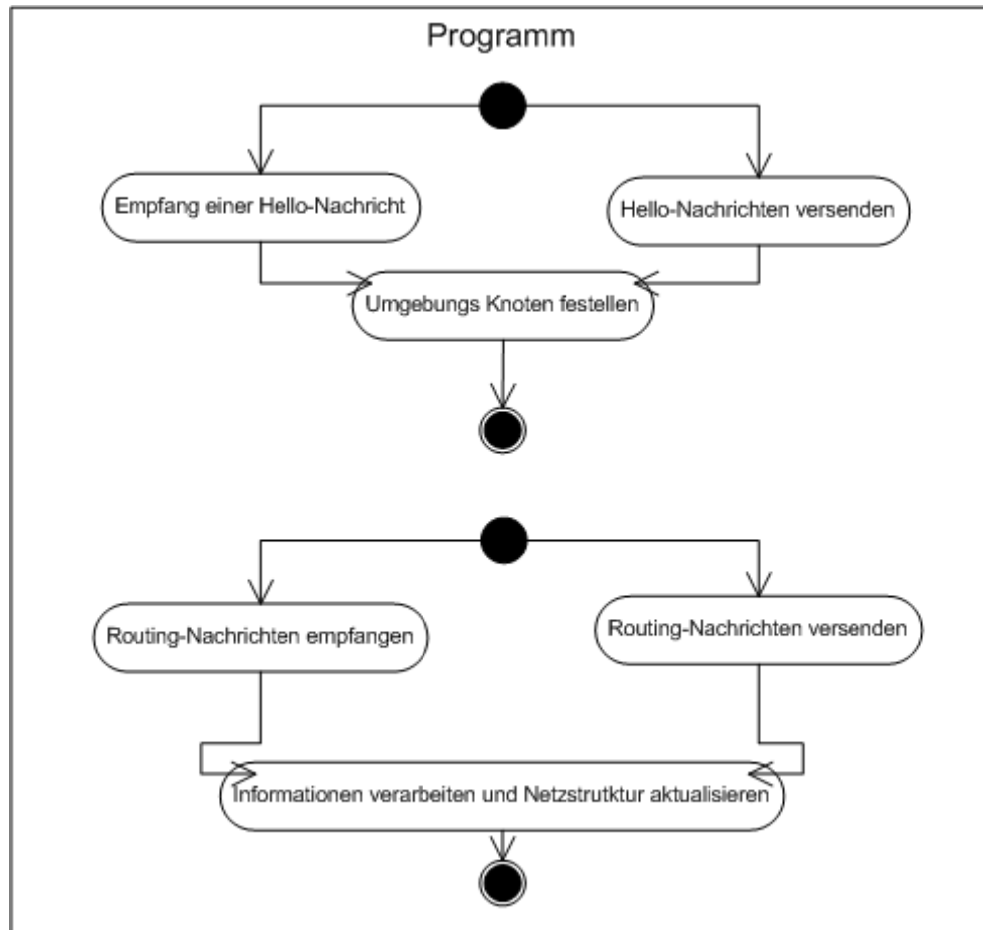 Programm
Empfang einer Hello-Nachricht
Hello-Nachrichten versenden
Umgebungs Knoten festellen
Routing-Nachrichten empfangen
Routing-Nachrichten versenden
Informationen verarbeiten und Netzstrutktur aktualisieren